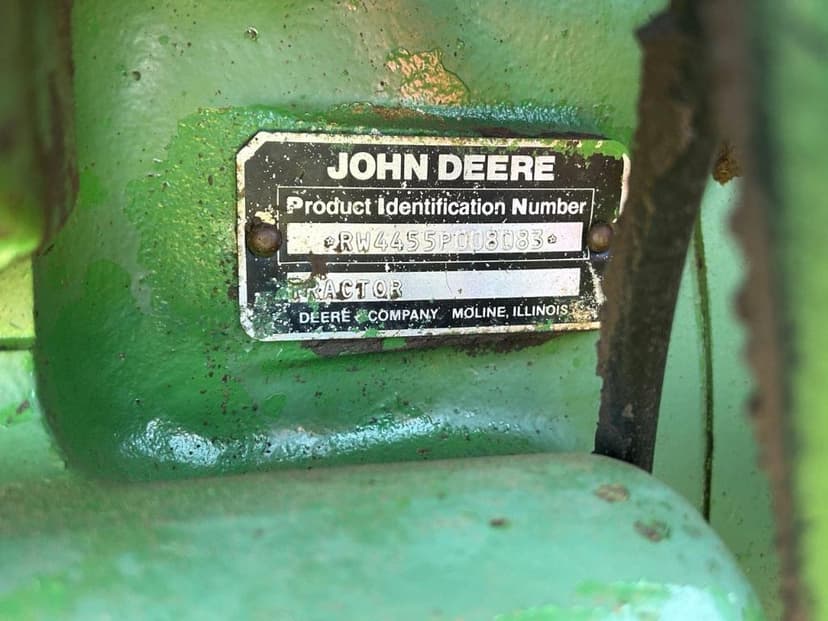 JOHN DEERE
Product Identification Number
*RW4455P008083*
TRACTOR
DEERE & COMPANY MOLINE, ILLINOIS